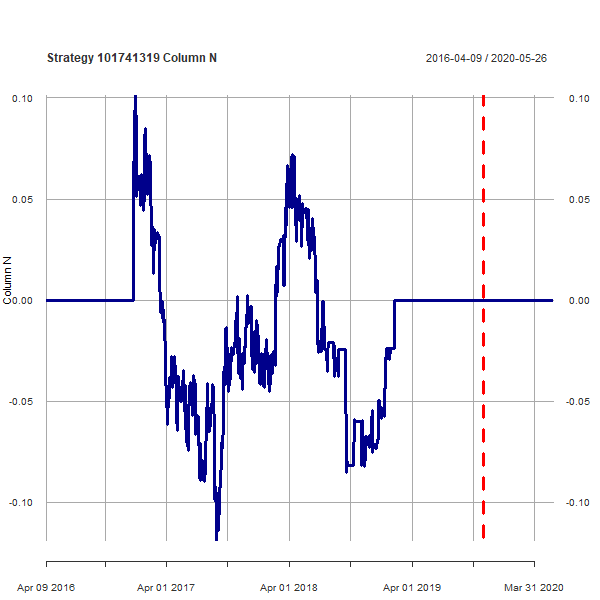 Strategy 101741319 Column N
2016-04-09 / 2020-05-26
0.10 0.10
0.05 0.05
Column N
0.00 0.00
-0.05 -0.05
-0.10 -0.10
Apr 09 2016 Apr 01 2017 Apr 01 2018 Apr 01 2019 Mar 31 2020